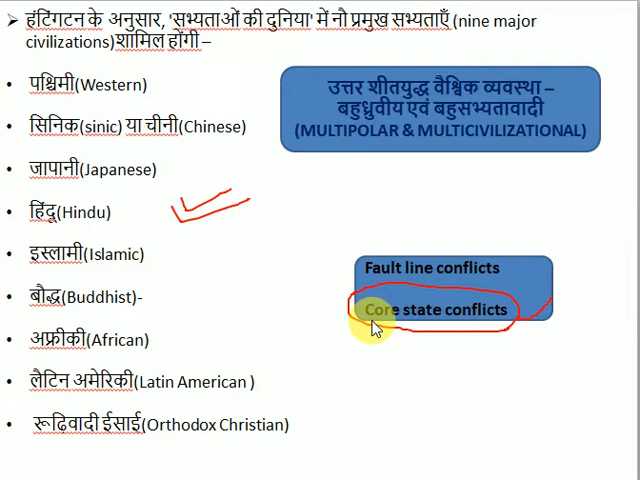 हंटिंगटन के अनुसार, 'सभ्यताओं की दुनिया' में नौ प्रमुख सभ्यताएँ (nine major
civilizations)शामिल होंगी –
पश्चिमी(Western)
सिनिक(sinic) या चीनी(Chinese)
जापानी(Japanese)
हिंदू(Hindu)
इस्लामी(Islamic)
बौद्ध(Buddhist)-
अफ्रीकी(African)
लैटिन अमेरिकी(Latin American )
रूढ़िवादी ईसाई(Orthodox Christian)
उत्तर शीतयुद्ध वैश्विक व्यवस्था –
बहुध्रुवीय एवं बहुसभ्यतावादी
(MULTIPOLAR & MULTICIVILIZATIONAL)
Fault line conflicts
Core state conflicts